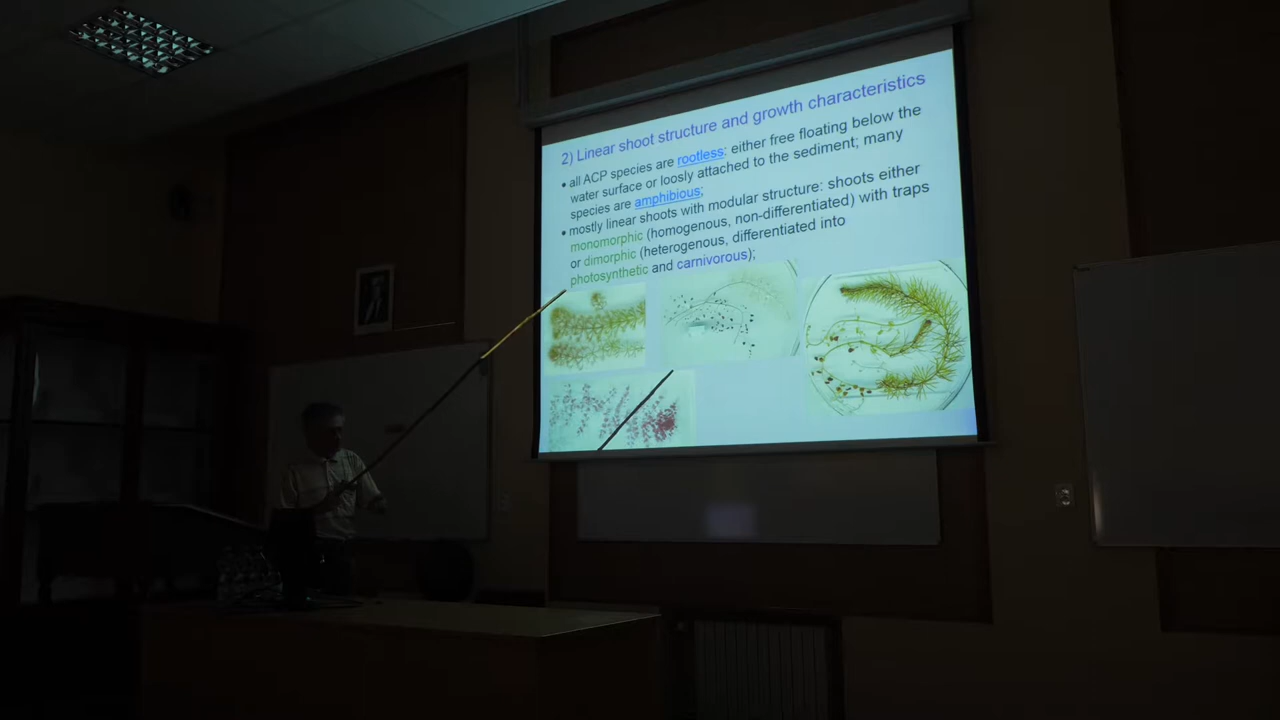 2) Linear shoot structure and growth characteristics
• all ACP species are rootless: either free floating below the
water surface or loosly attached to the sediment; many
species are amphibious;
• mostly linear shoots with modular structure: shoots either
monomorphic (homogenous, non-differentiated) with traps
or dimorphic (heterogenous, differentiated into
photosynthetic and carnivorous);